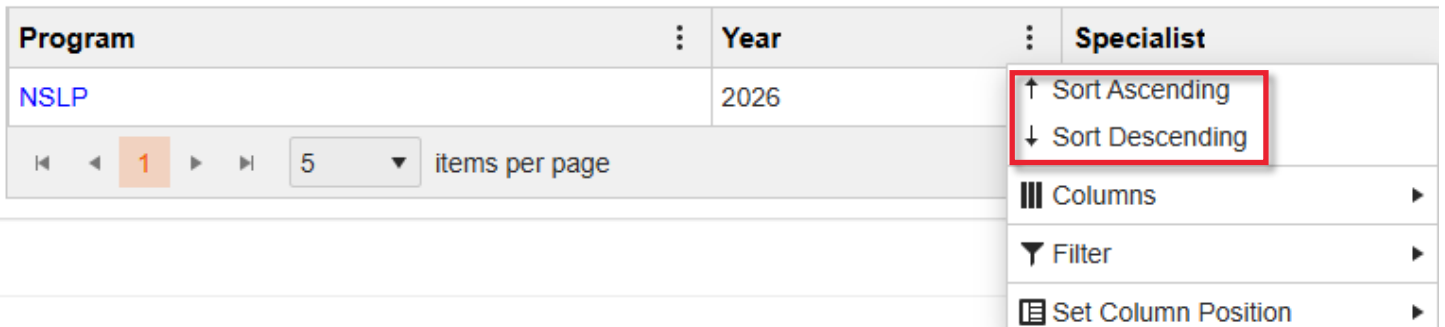 Program Year Specialist
NSLP 2026
Sort Ascending
Sort Descending
1 5 items per page
Columns
Filter
Set Column Position